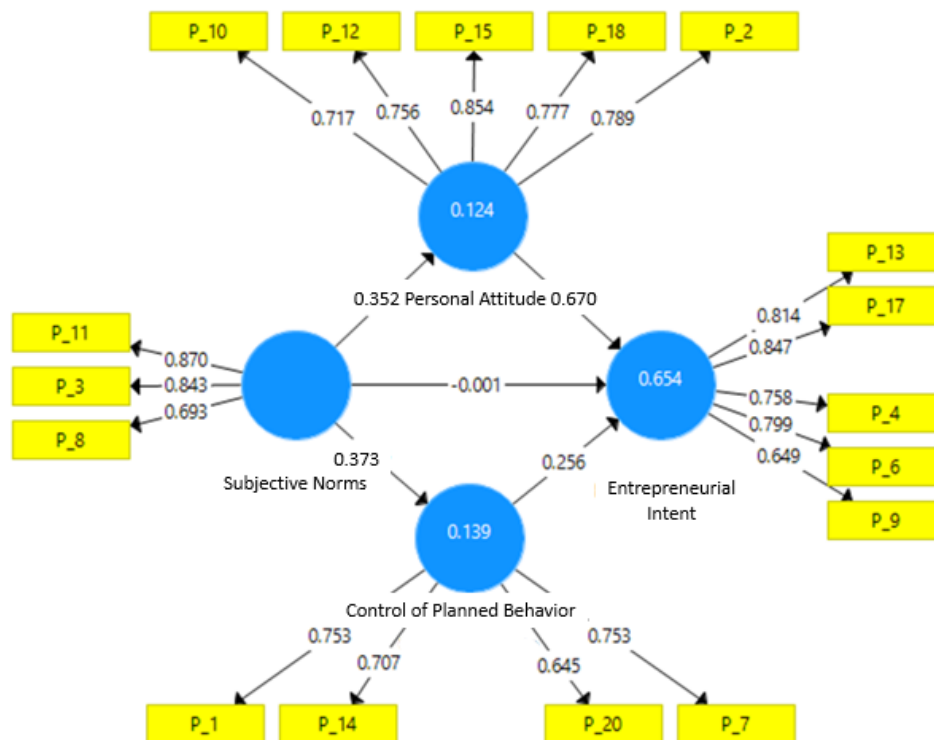 P_10 P_12 P_15 P_18 P_2
0.717 0.756 0.854 0.777 0.789
0.124
P_13
0.352 Personal Attitude 0.670
P_17
0.814
0.847
P_11
0.870
P_3
0.843
-0.001
0.654
0.758
P_4
0.693
P_8
0.799
P_6
0.649
0.373
0.256
Subjective Norms
Entrepreneurial
Intent
P_9
0.139
Control of Planned Behavior
0.753 0.707 0.645 0.753
P_1 P_14 P_20 P_7